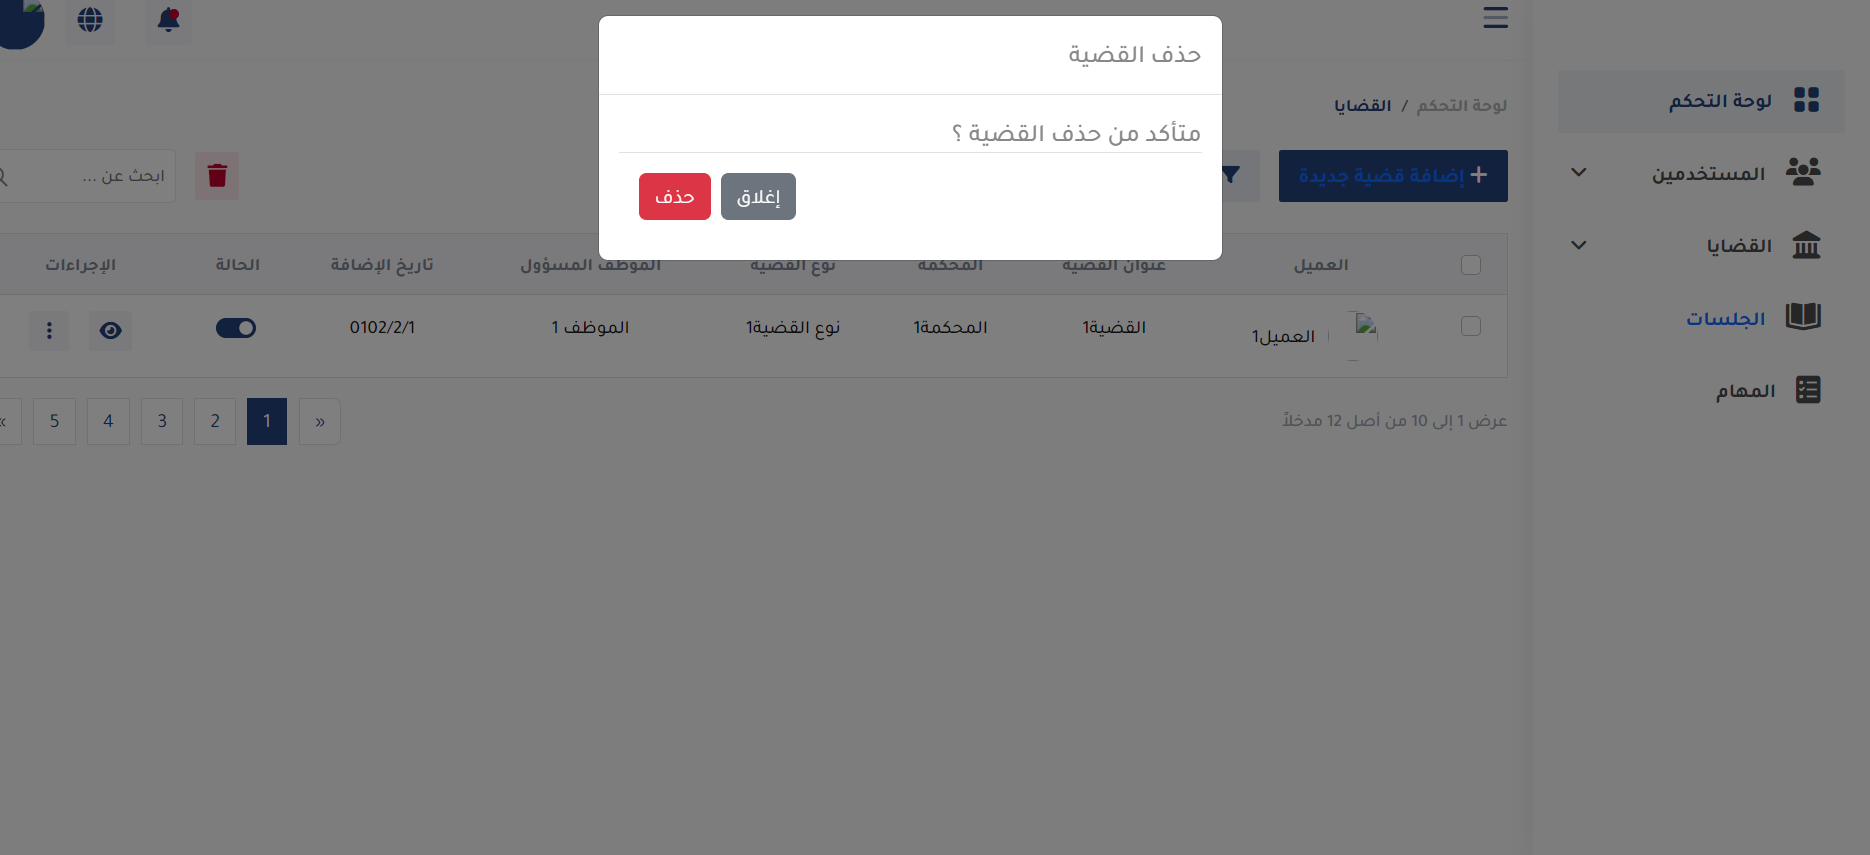 حذف القضية
متأكد من حذف القضية ؟
إغلاق
حذف
لوحة التحكم
المستخدمين
القضايا
الجلسات
المهام
لوحة التحكم / القضايا
+ إضافة قضية جديدة
ابحث عن ...
العميل عنوان القضية المحكمة نوع القضية الموظف المسؤول تاريخ الإضافة الحالة الإجراءات
العميل1 القضية1 المحكمة1 نوع القضية1 الموظف 1 0102/2/1
عرض 1 إلى 10 من أصل 12 مدخلاً
« 1 2 3 4 5 »